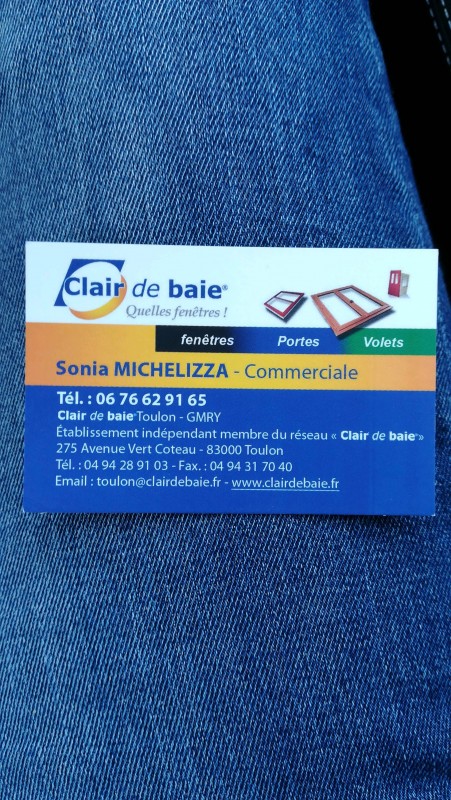 Clair de baie®
Quelles fenêtres !
fenêtres Portes Volets
Sonia MICHELIZZA - Commerciale
Tél. : 06 76 62 91 65
Clair de baie® Toulon - GMRY
Établissement indépendant membre du réseau « Clair de baie® »
275 Avenue Vert Coteau - 83000 Toulon
Tél. : 04 94 28 91 03 - Fax. : 04 94 31 70 40
Email : toulon@clairdebaie.fr - www.clairdebaie.fr